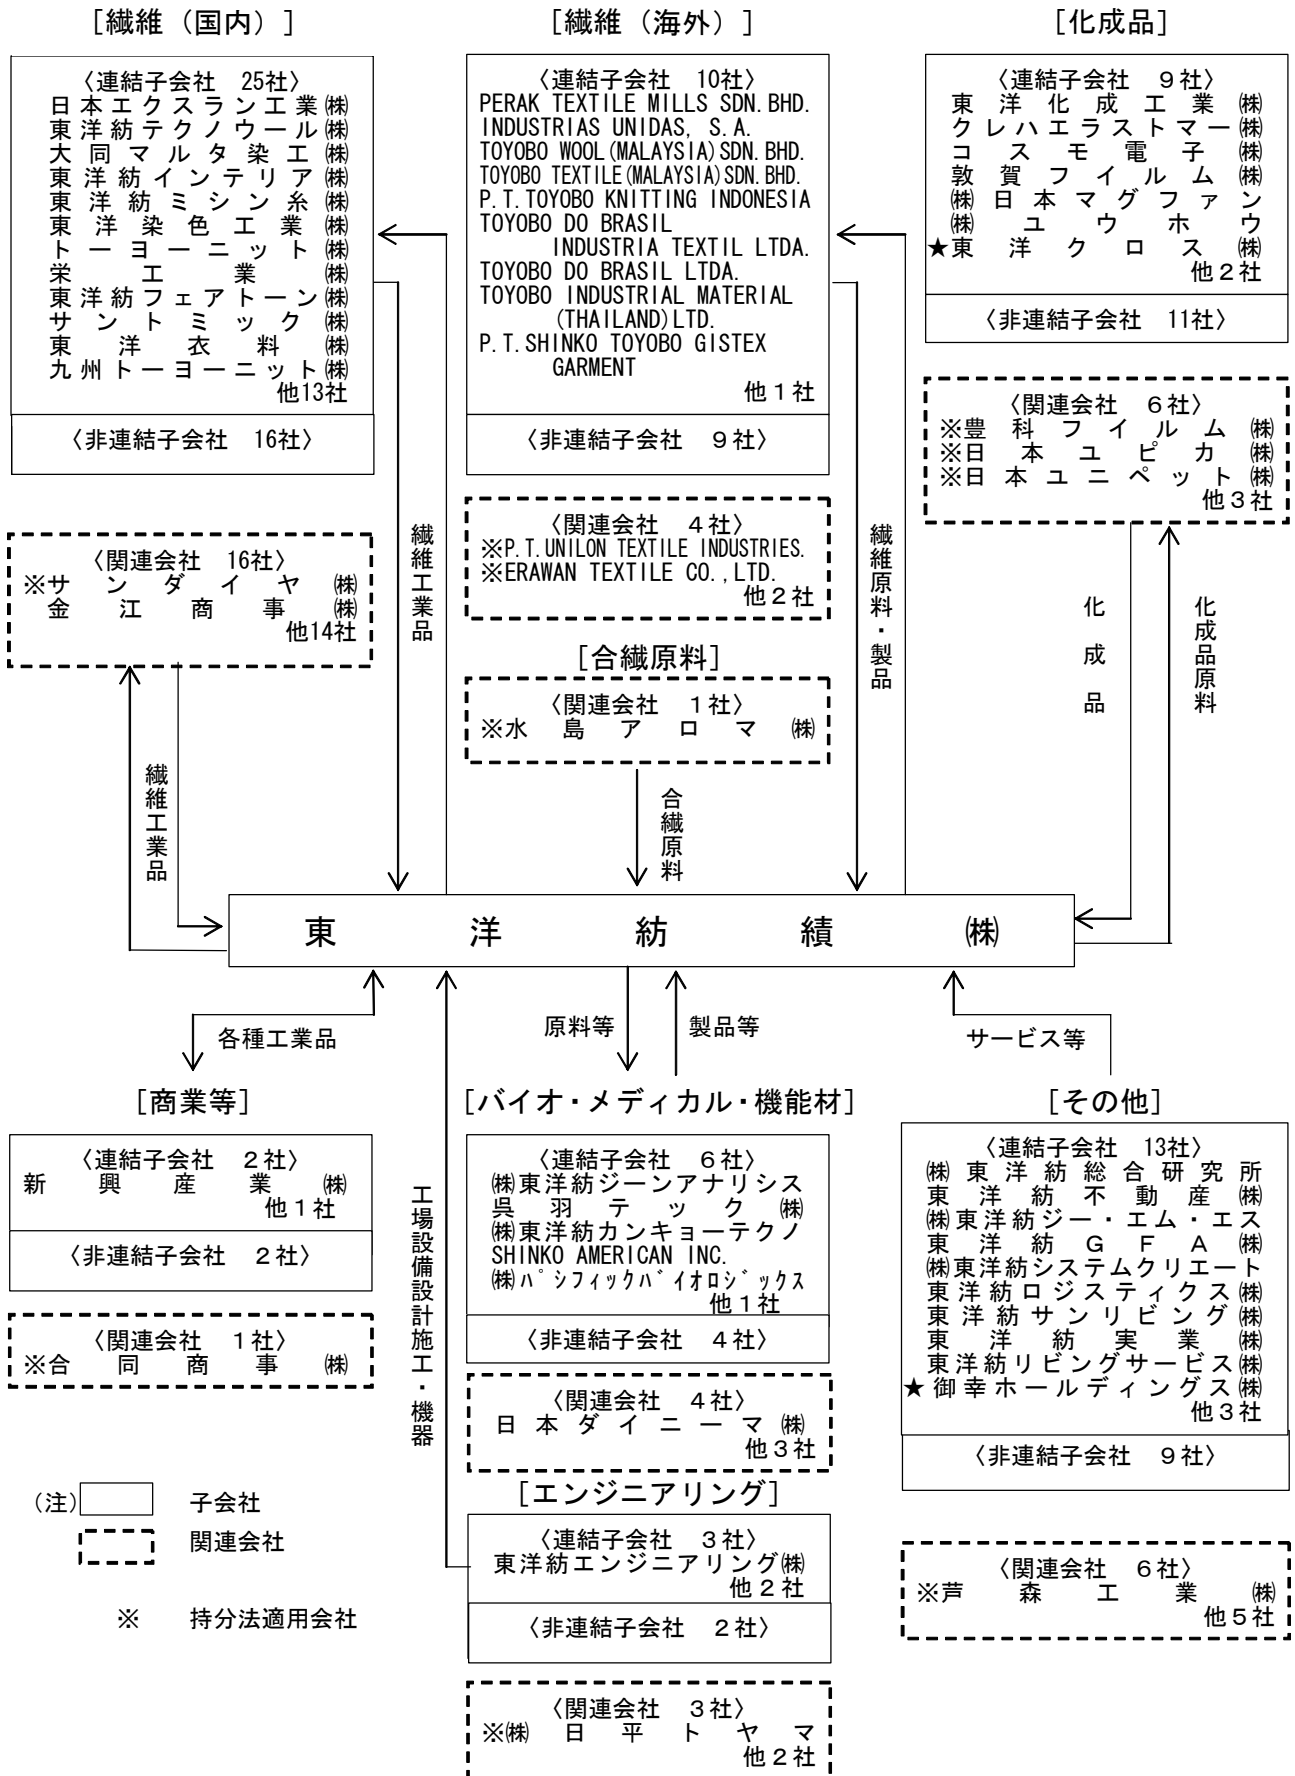 [繊維（国内）]
〈連結子会社　25社〉
日本エクスラン工業㈱
東洋紡テクノウール㈱
大同マルタ染工㈱
東洋紡インテリア㈱
東洋紡ミシン糸㈱
東洋染色工業㈱
トーヨーニット㈱
栄工業㈱
東洋紡フェアトーン㈱
サントミック㈱
東洋衣料㈱
九州トーヨーニット㈱
他13社
〈非連結子会社　16社〉
〈関連会社　16社〉
※サンダイヤ㈱
金江商事㈱
他14社
[繊維（海外）]
〈連結子会社　10社〉
PERAK TEXTILE MILLS SDN.BHD.
INDUSTRIAS UNIDAS, S.A.
TOYOBO WOOL(MALAYSIA)SDN.BHD.
TOYOBO TEXTILE(MALAYSIA)SDN.BHD.
P.T.TOYOBO KNITTING INDONESIA
TOYOBO DO BRASIL
INDUSTRIA TEXTIL LTDA.
TOYOBO DO BRASIL LTDA.
TOYOBO INDUSTRIAL MATERIAL
(THAILAND)LTD.
P.T.SHINKO TOYOBO GISTEX
GARMENT
他１社
〈非連結子会社　９社〉
〈関連会社　４社〉
※P.T.UNILON TEXTILE INDUSTRIES.
※ERAWAN TEXTILE CO.,LTD.
他２社
[合繊原料]
〈関連会社　１社〉
※水島アロマ㈱
[化成品]
〈連結子会社　９社〉
東洋化成工業㈱
クレハエラストマー㈱
コスモ電子㈱
敦賀フイルム㈱
㈱日本マグファン
㈱ユウホウ
★東洋クロス㈱
他２社
〈非連結子会社　11社〉
〈関連会社　６社〉
※豊科フイルム㈱
※日本ユピカ㈱
※日本ユニペット㈱
他３社
繊維工業品
繊維工業品
合繊原料
繊維原料・製品
化成品
化成品原料
東洋紡績㈱
各種工業品
原料等
製品等
サービス等
[商業等]
〈連結子会社　２社〉
新興産業㈱
他１社
〈非連結子会社　２社〉
〈関連会社　１社〉
※合同商事㈱
工場設備設計施工・機器
[バイオ・メディカル・機能材]
〈連結子会社　６社〉
㈱東洋紡ジーンアナリシス
呉羽テック㈱
㈱東洋紡カンキョーテクノ
SHINKO AMERICAN INC.
㈱ﾊﾟｼﾌｨｯｸﾊﾞｲｵﾛｼﾞｯｸｽ
他１社
〈非連結子会社　４社〉
〈関連会社　４社〉
日本ダイニーマ㈱
他３社
[エンジニアリング]
〈連結子会社　３社〉
東洋紡エンジニアリング㈱
他２社
〈非連結子会社　２社〉
〈関連会社　３社〉
※㈱日平トヤマ
他２社
[その他]
〈連結子会社　13社〉
㈱東洋紡総合研究所
東洋紡不動産㈱
㈱東洋紡ジー・エム・エス
東洋紡ＧＦＡ㈱
㈱東洋紡システムクリエート
東洋紡ロジスティクス㈱
東洋紡サンリビング㈱
東洋紡実業㈱
東洋紡リビングサービス㈱
★御幸ホールディングス㈱
他３社
〈非連結子会社　９社〉
〈関連会社　６社〉
※芦森工業㈱
他５社
(注)　子会社
関連会社
※　持分法適用会社